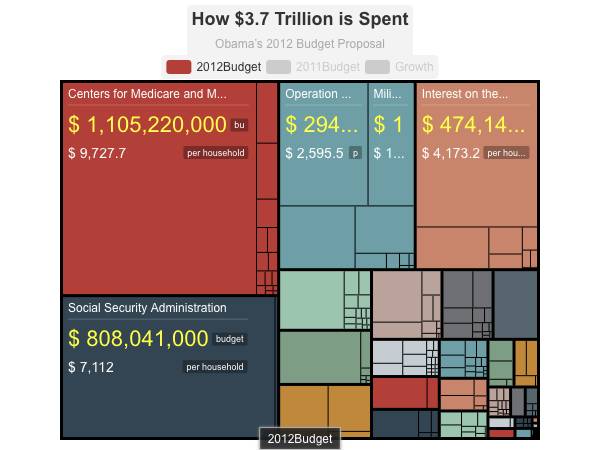 How $3.7 Trillion is Spent
Obama's 2012 Budget Proposal
2012Budget 2011Budget Growth
Centers for Medicare and M...
$ 1,105,220,000 bu
$ 9,727.7 per household
Operation ...
$ 294...
$ 2,595.5 p
Mili...
$ 1
$ 1...
Interest on the...
$ 474,14...
$ 4,173.2 per hou...
Social Security Administration
$ 808,041,000 budget
$ 7,112 per household
2012Budget